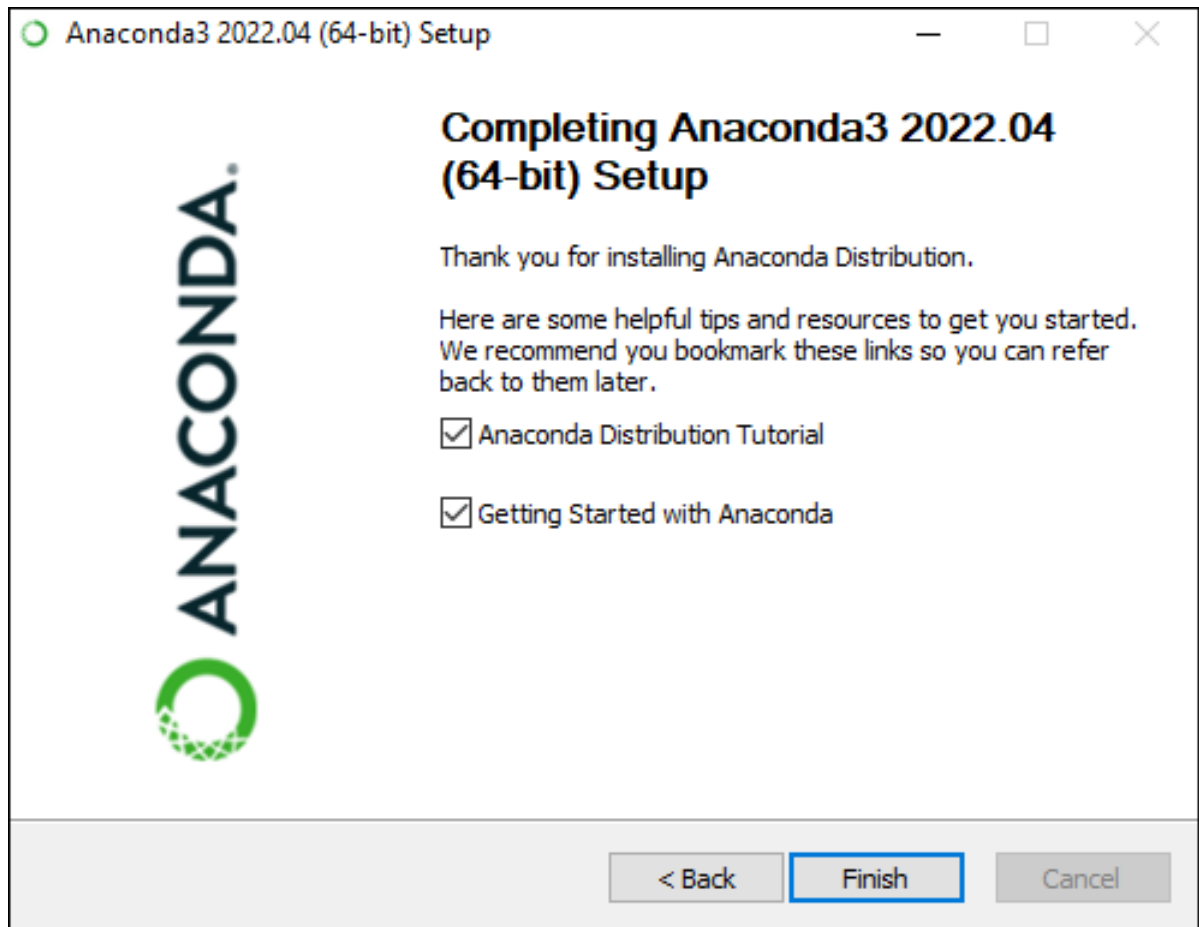 Anaconda3 2022.04 (64-bit) Setup
ANACONDA.
Completing Anaconda3 2022.04
(64-bit) Setup
Thank you for installing Anaconda Distribution.
Here are some helpful tips and resources to get you started.
We recommend you bookmark these links so you can refer
back to them later.
Anaconda Distribution Tutorial
Getting Started with Anaconda
< Back
Finish
Cancel